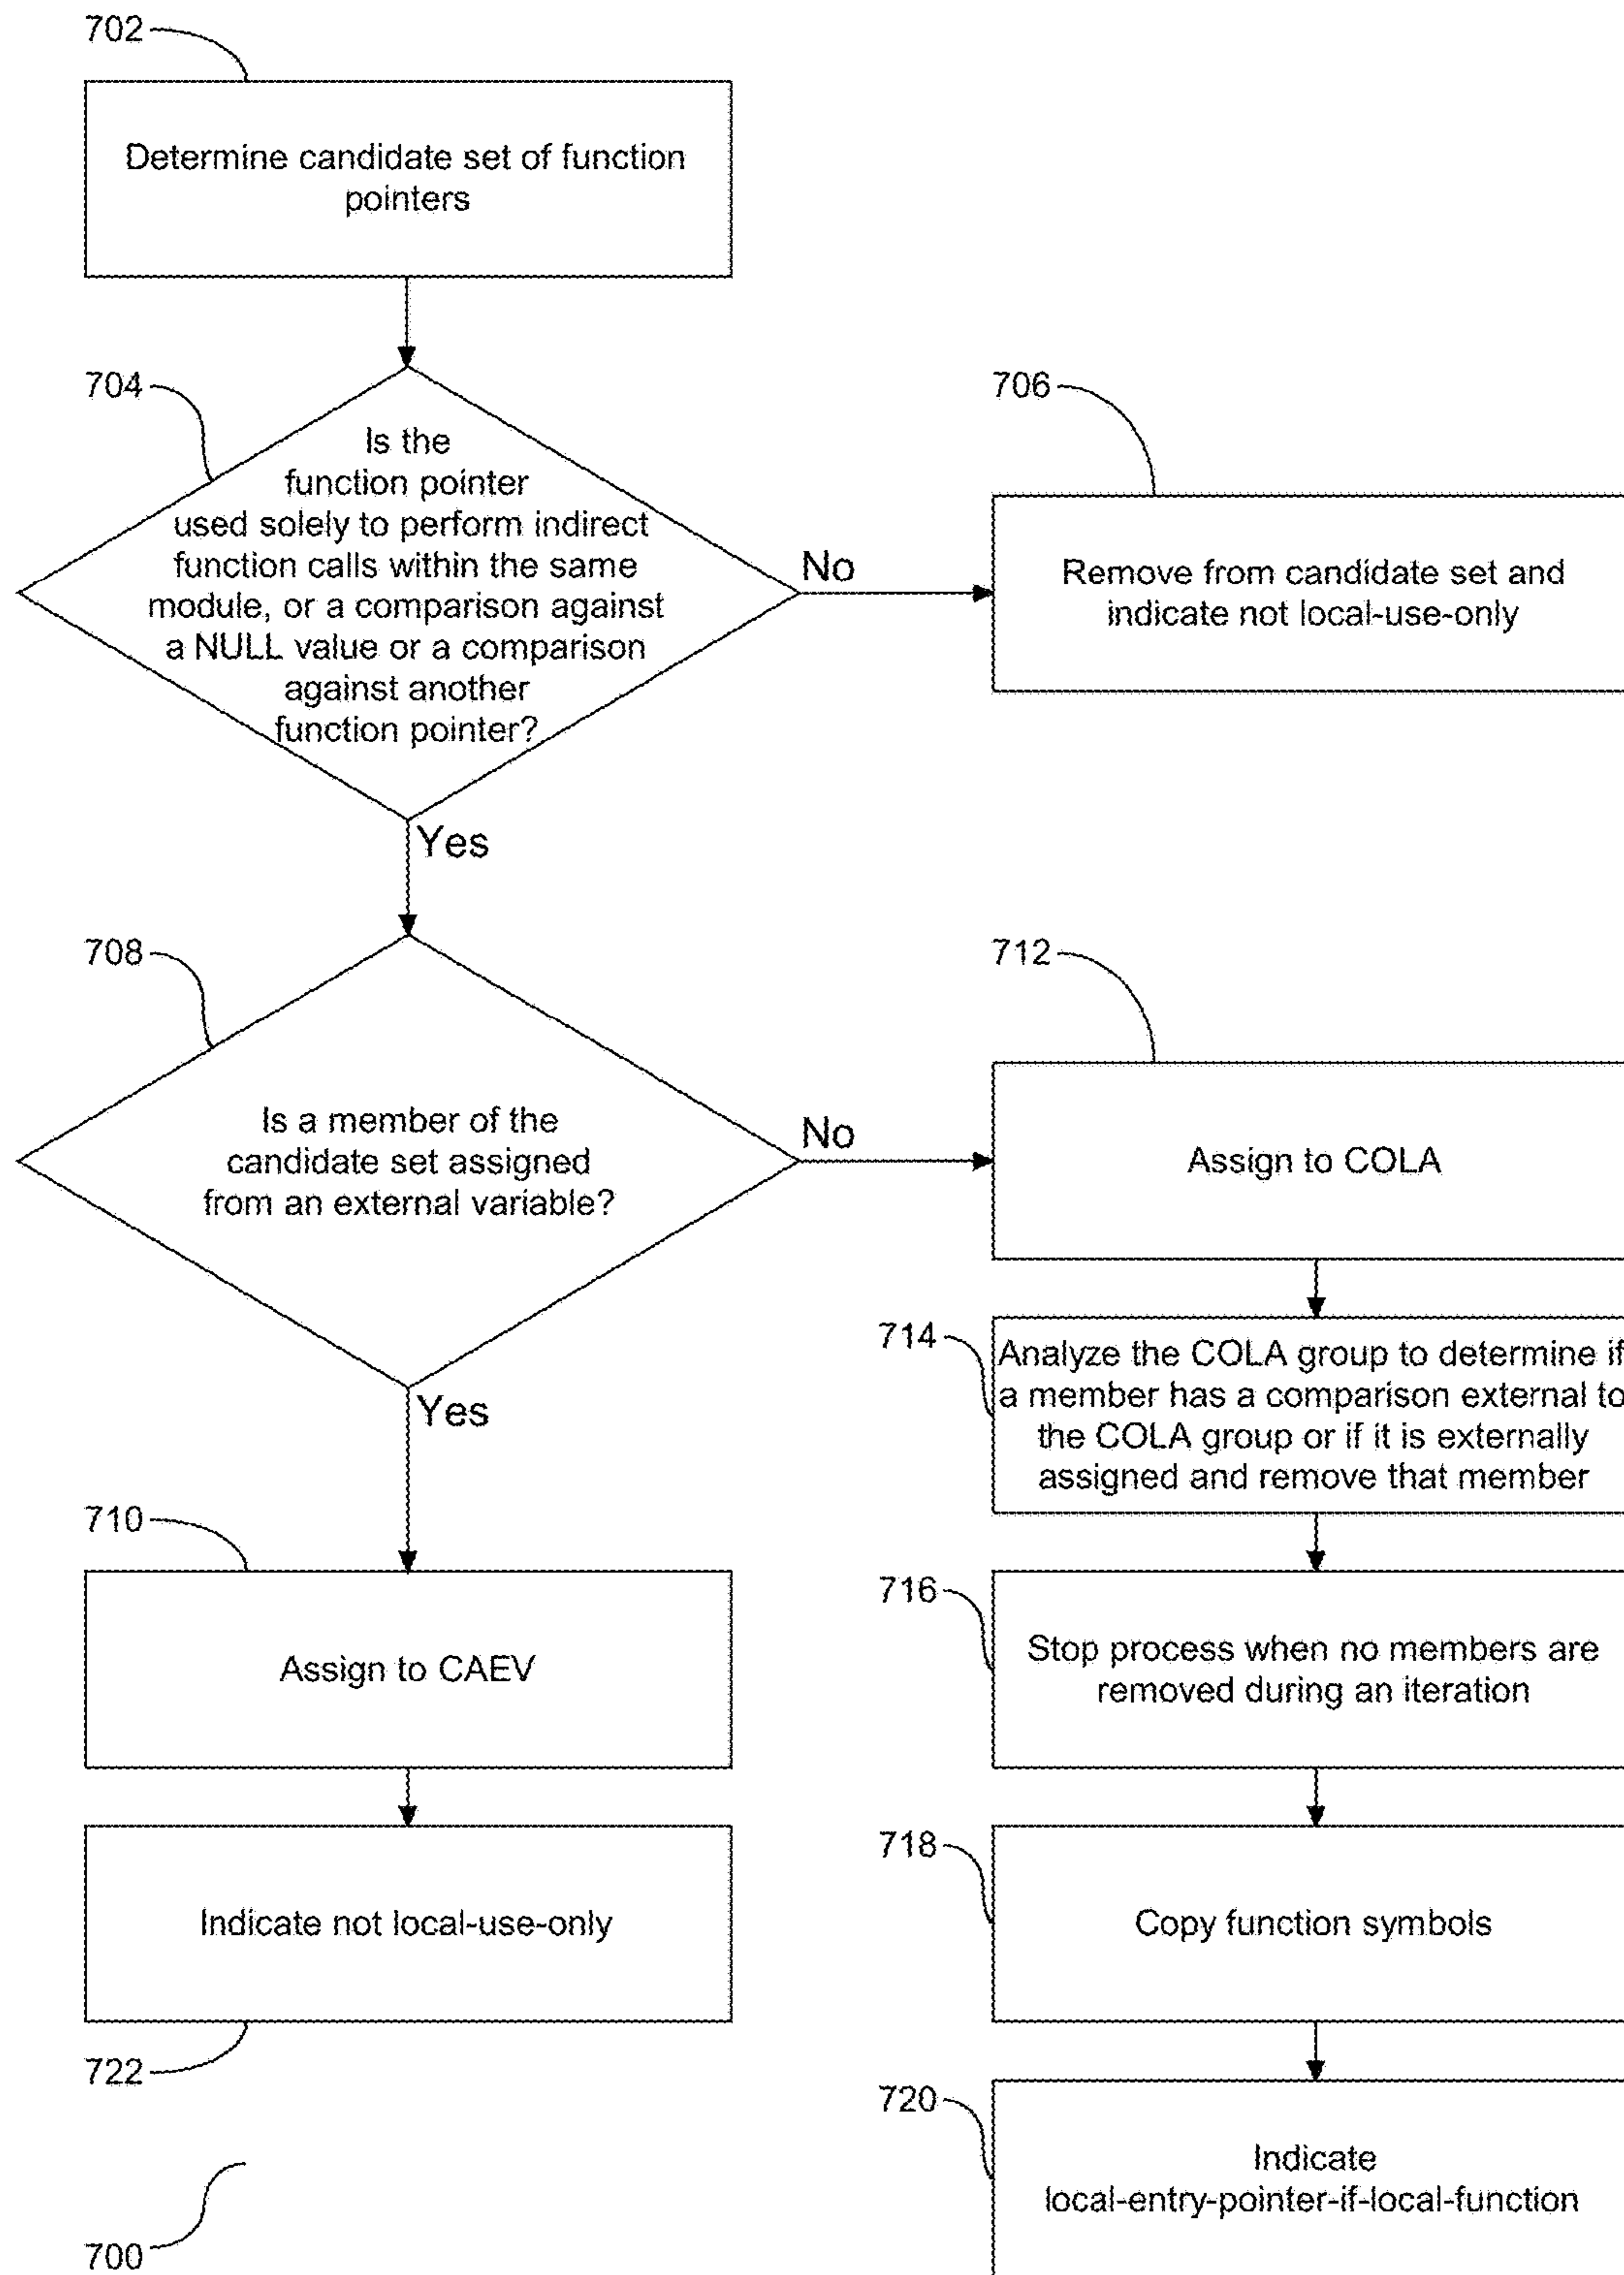 702
Determine candidate set of function
pointers
704
Is the
function pointer
used solely to perform indirect
function calls within the same
module, or a comparison against
a NULL value or a comparison
against another
function pointer?
No
706
Remove from candidate set and
indicate not local-use-only
Yes
708
Is a member of the
candidate set assigned
from an external variable?
No
712
Assign to COLA
714
Analyze the COLA group to determine if
a member has a comparison external to
the COLA group or if it is externally
assigned and remove that member
Yes
710
Assign to CAEV
716
Stop process when no members are
removed during an iteration
Indicate not local-use-only
722
718
Copy function symbols
720
Indicate
local-entry-pointer-if-local-function
700